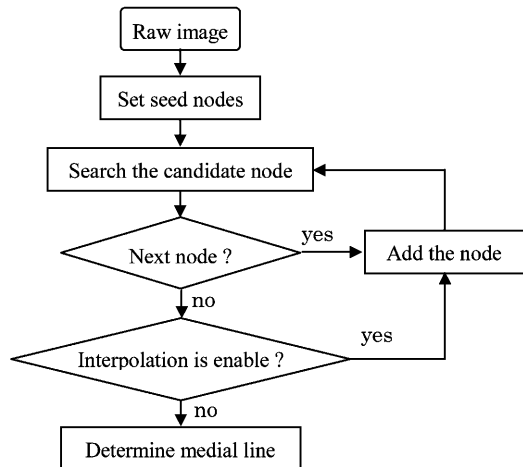 Raw image
Set seed nodes
Search the candidate node
Next node ?
yes
Add the node
no
Interpolation is enable ?
yes
no
Determine medial line